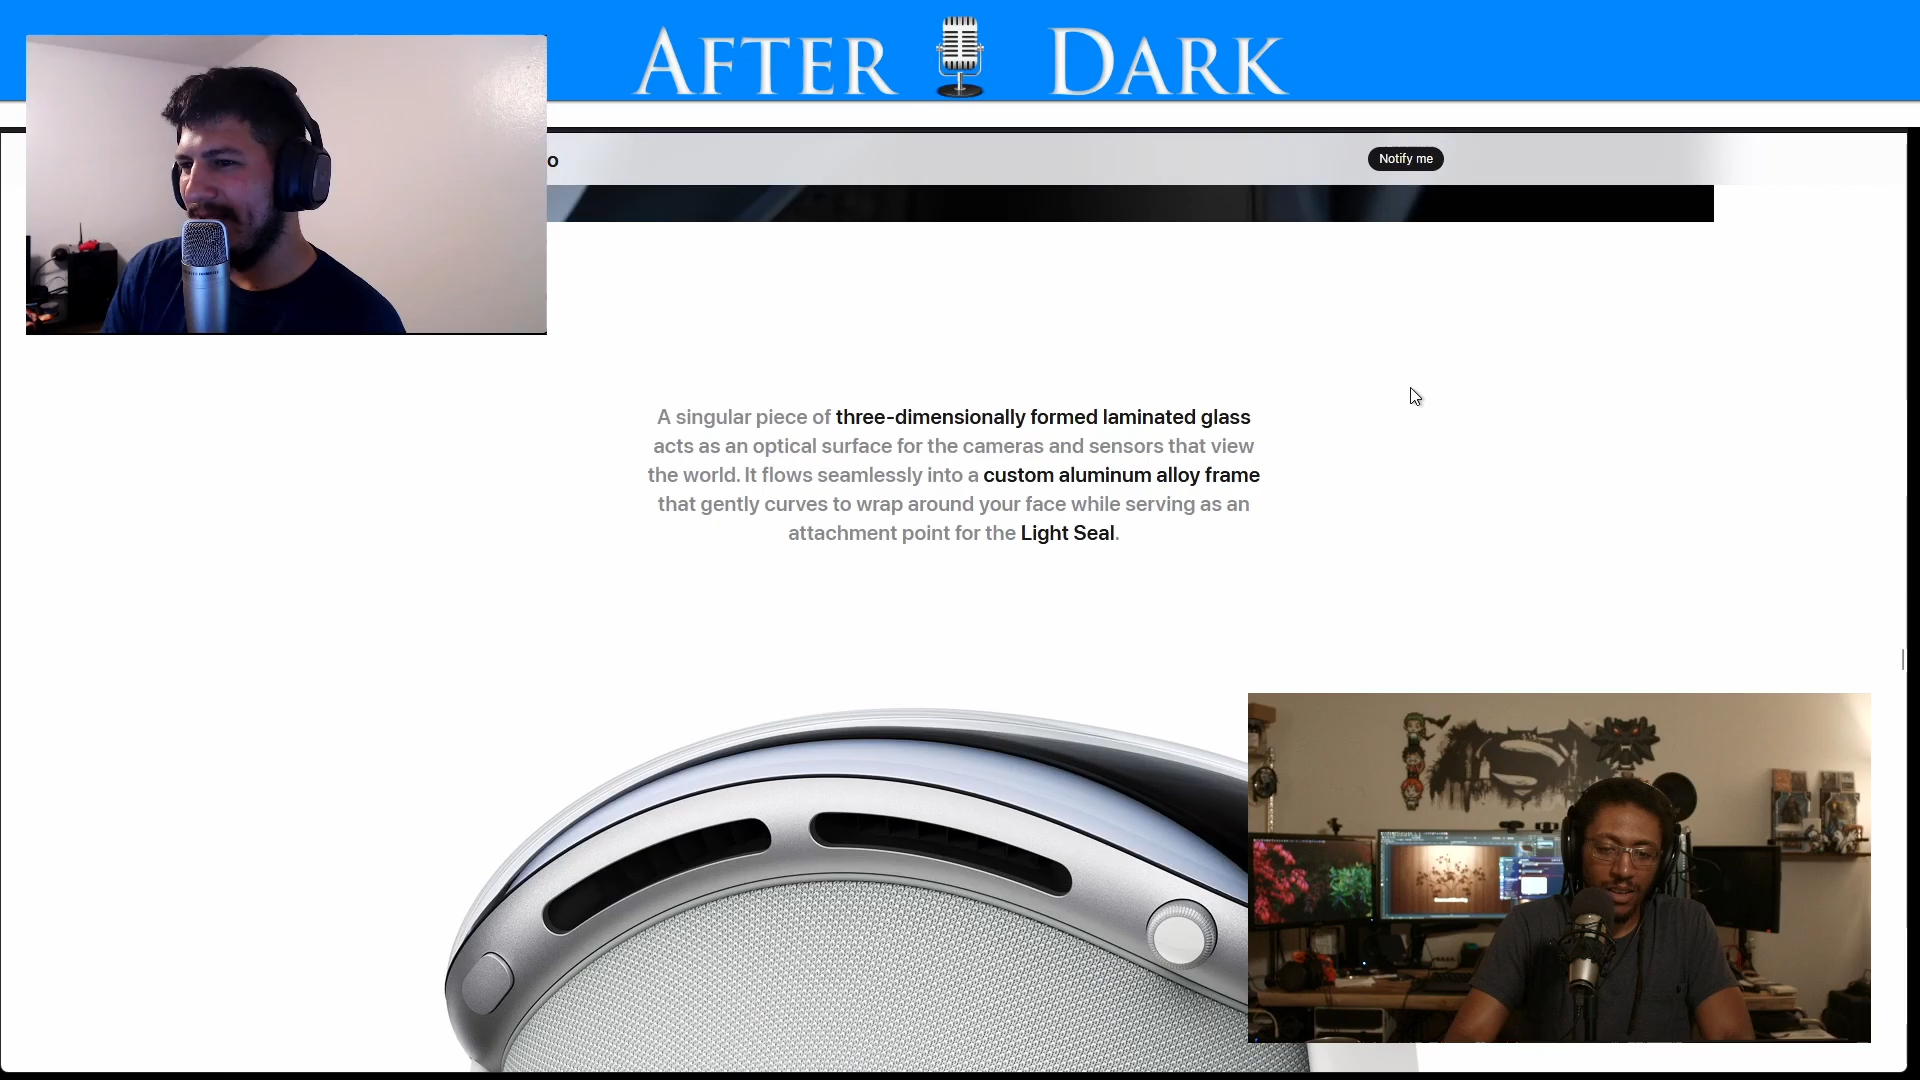 AFTER DARK
o
Notify me
A singular piece of three-dimensionally formed laminated glass
acts as an optical surface for the cameras and sensors that view
the world. It flows seamlessly into a custom aluminum alloy frame
that gently curves to wrap around your face while serving as an
attachment point for the Light Seal.